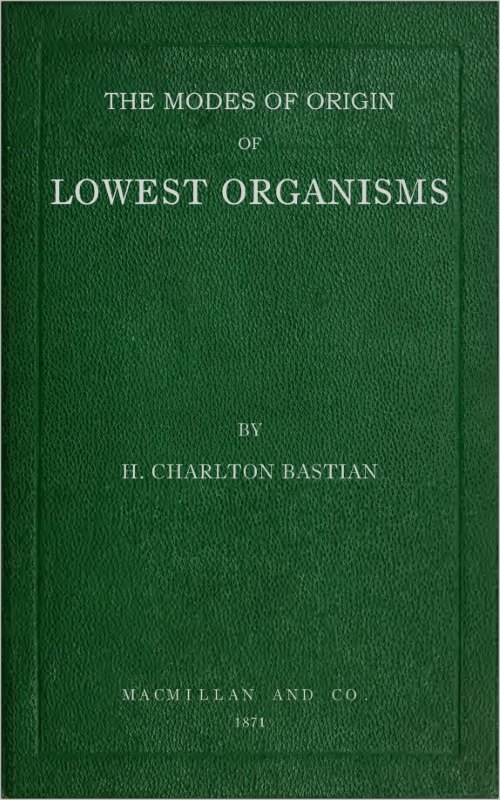 THE MODES OF ORIGIN
OF
LOWEST ORGANISMS
BY
H. CHARLTON BASTIAN
MACMILLAN AND CO.
1871